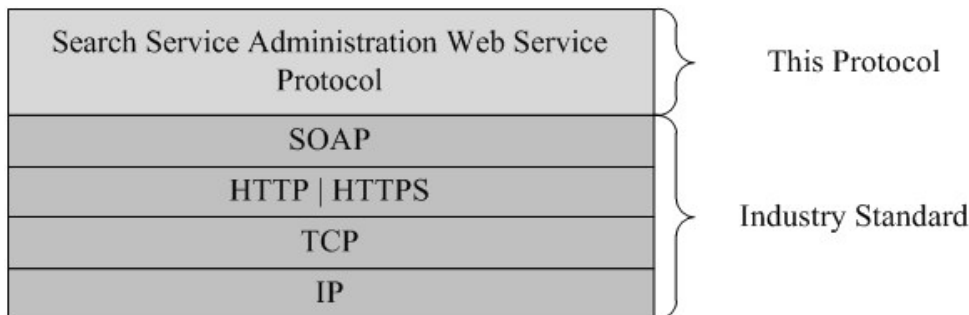 Search Service Administration Web Service
Protocol
This Protocol
SOAP
HTTP | HTTPS
TCP
IP
Industry Standard